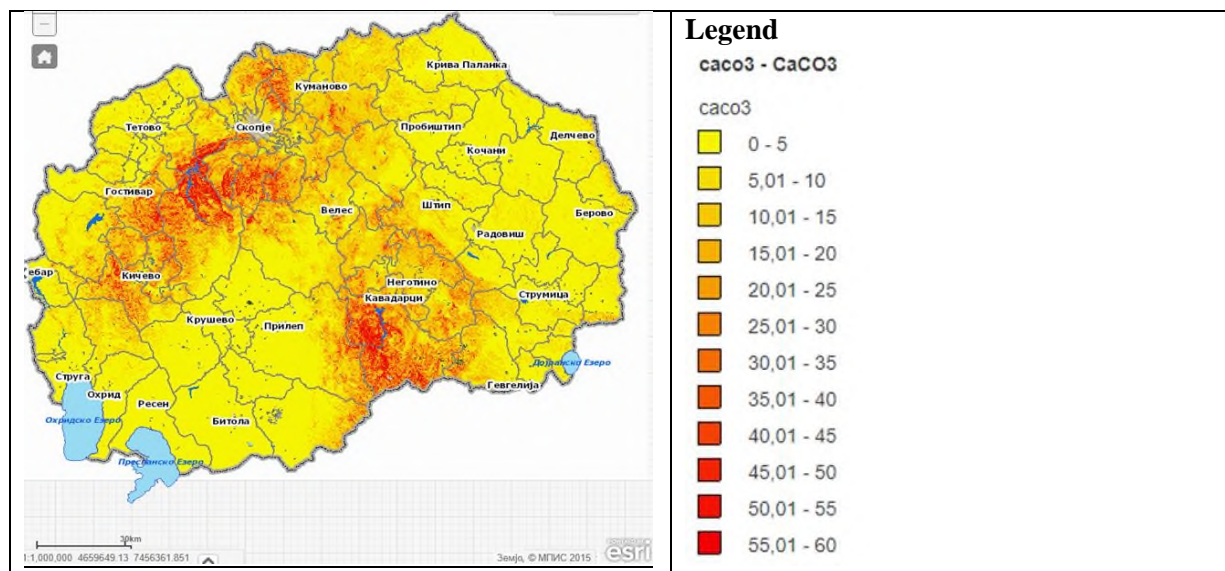 Крива Паланка
Куманово
Тетово
Скопје
Пробиштип
Делчево
Кочани
Гостивар
Велес
Штип
Берово
Радовиш
Кичево
Неготино
Кавадарци
Струмица
Крушево
Прилеп
Дојранско Езеро
Струга
Охрид
Ресен
Битола
Гевгелија
Охридско Езеро
Преспанско Езеро
20km
1:1,000,000 4659649.13 7456361.851
Земјо, © МПИС 2015
esri
Legend
caco3 - CaCO3
caco3
0 - 5
5,01 - 10
10,01 - 15
15,01 - 20
20,01 - 25
25,01 - 30
30,01 - 35
35,01 - 40
40,01 - 45
45,01 - 50
50,01 - 55
55,01 - 60